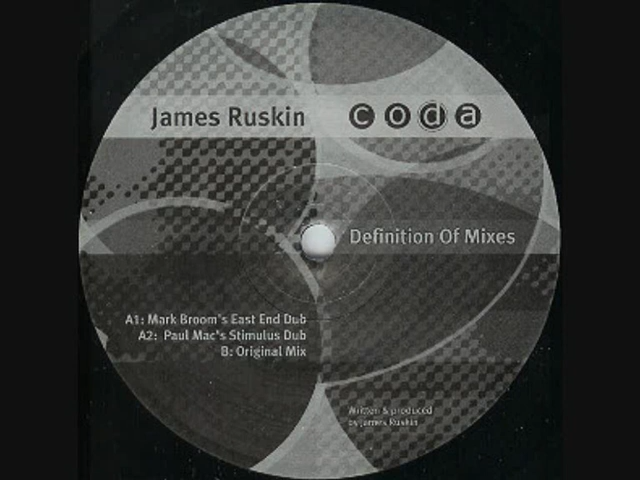 James Ruskin
coda
Definition Of Mixes
A1: Mark Broom's East End Dub
A2: Paul Mac's Stimulus Dub
B: Original Mix
Written & produced
by James Ruskin